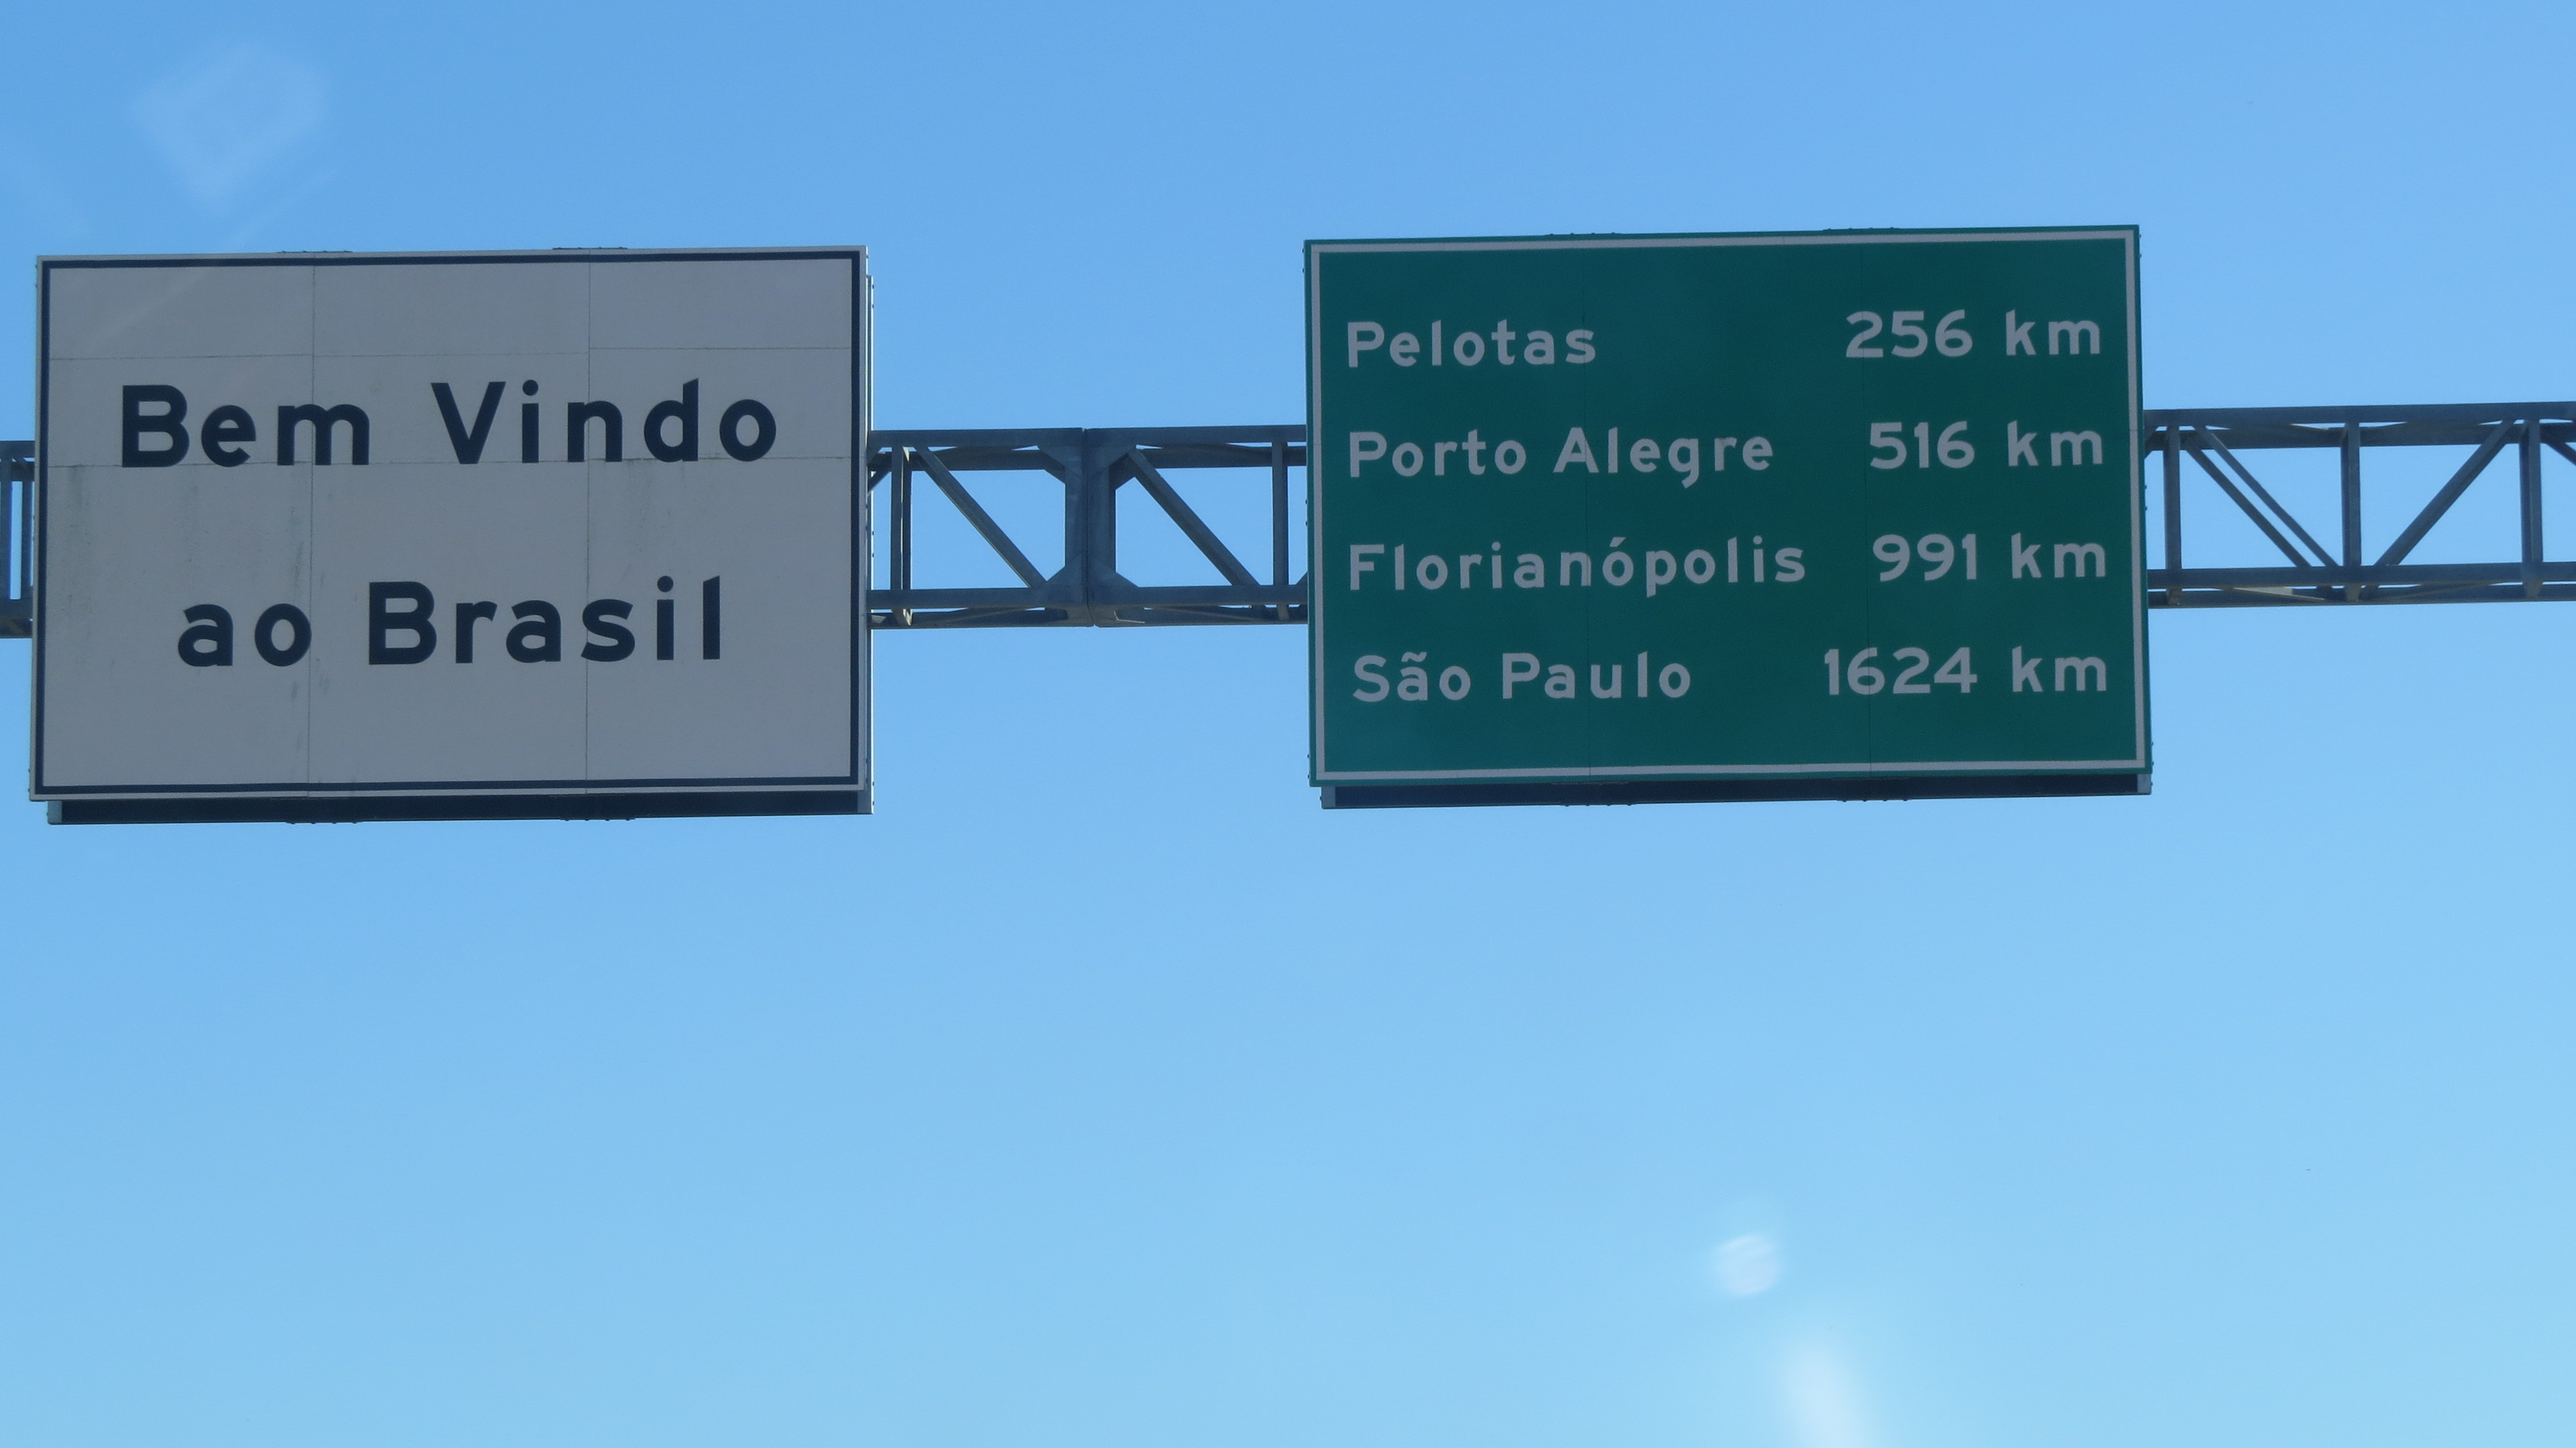 Bem Vindo
ao Brasil
Pelotas 256 km
Porto Alegre 516 km
Florianópolis 991 km
São Paulo 1624 km